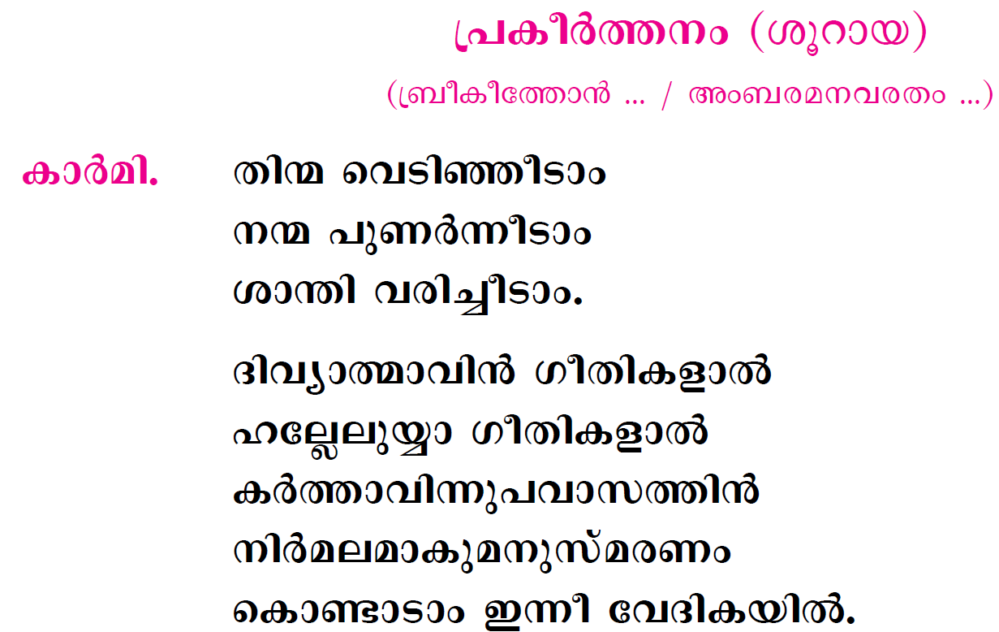 പ്രകീർത്തനം (ശൂറായ)
(ബ്രീകീത്തോൻ ... / അംബരമനവരതം ...)
കാർമി. തിന്മ വെടിഞ്ഞീടാം
നന്മ പുണർന്നീടാം
ശാന്തി വരിച്ചീടാം.
ദിവ്യാത്മാവിൻ ഗീതികളാൽ
ഹല്ലേലുയ്യാ ഗീതികളാൽ
കർത്താവിന്നുപവാസത്തിൻ
നിർമലമാകുമനുസ്മരണം
കൊണ്ടാടാം ഇന്നീ വേദികയിൽ.